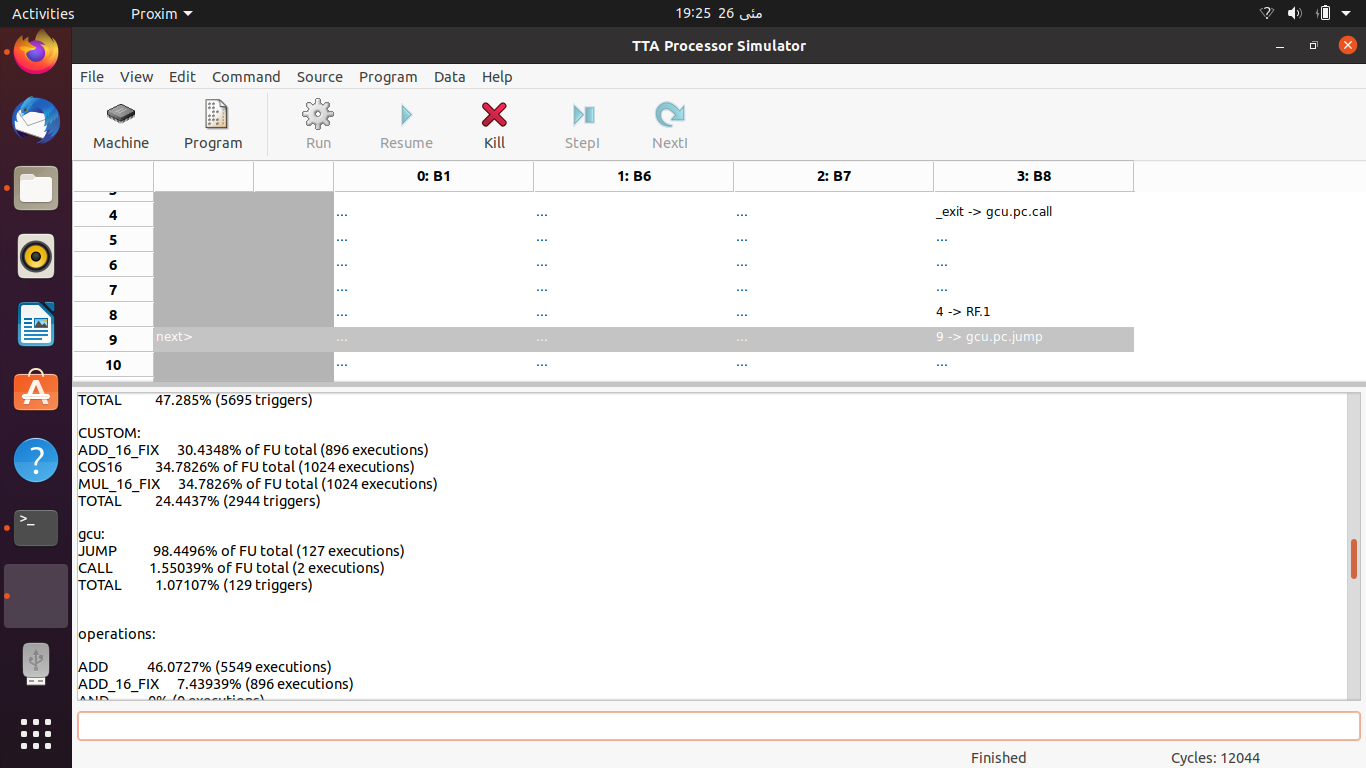 Activities Proxim 19:25 26 مئی
TTA Processor Simulator
File View Edit Command Source Program Data Help
Machine Program Run Resume Kill StepI NextI
0: B1 1: B6 2: B7 3: B8
4 ... ... ... _exit -> gcu.pc.call
5 ... ... ... ...
6 ... ... ... ...
7 ... ... ... ...
8 ... ... ... 4 -> RF.1
9 next> ... ... ... 9 -> gcu.pc.jump
10 ... ... ... ...
TOTAL 47.285% (5695 triggers)
CUSTOM:
ADD_16_FIX 30.4348% of FU total (896 executions)
COS16 34.7826% of FU total (1024 executions)
MUL_16_FIX 34.7826% of FU total (1024 executions)
TOTAL 24.4437% (2944 triggers)
gcu:
JUMP 98.4496% of FU total (127 executions)
CALL 1.55039% of FU total (2 executions)
TOTAL 1.07107% (129 triggers)
operations:
ADD 46.0727% (5549 executions)
ADD_16_FIX 7.43939% (896 executions)
AND 0% (0 executions)
Finished Cycles: 12044